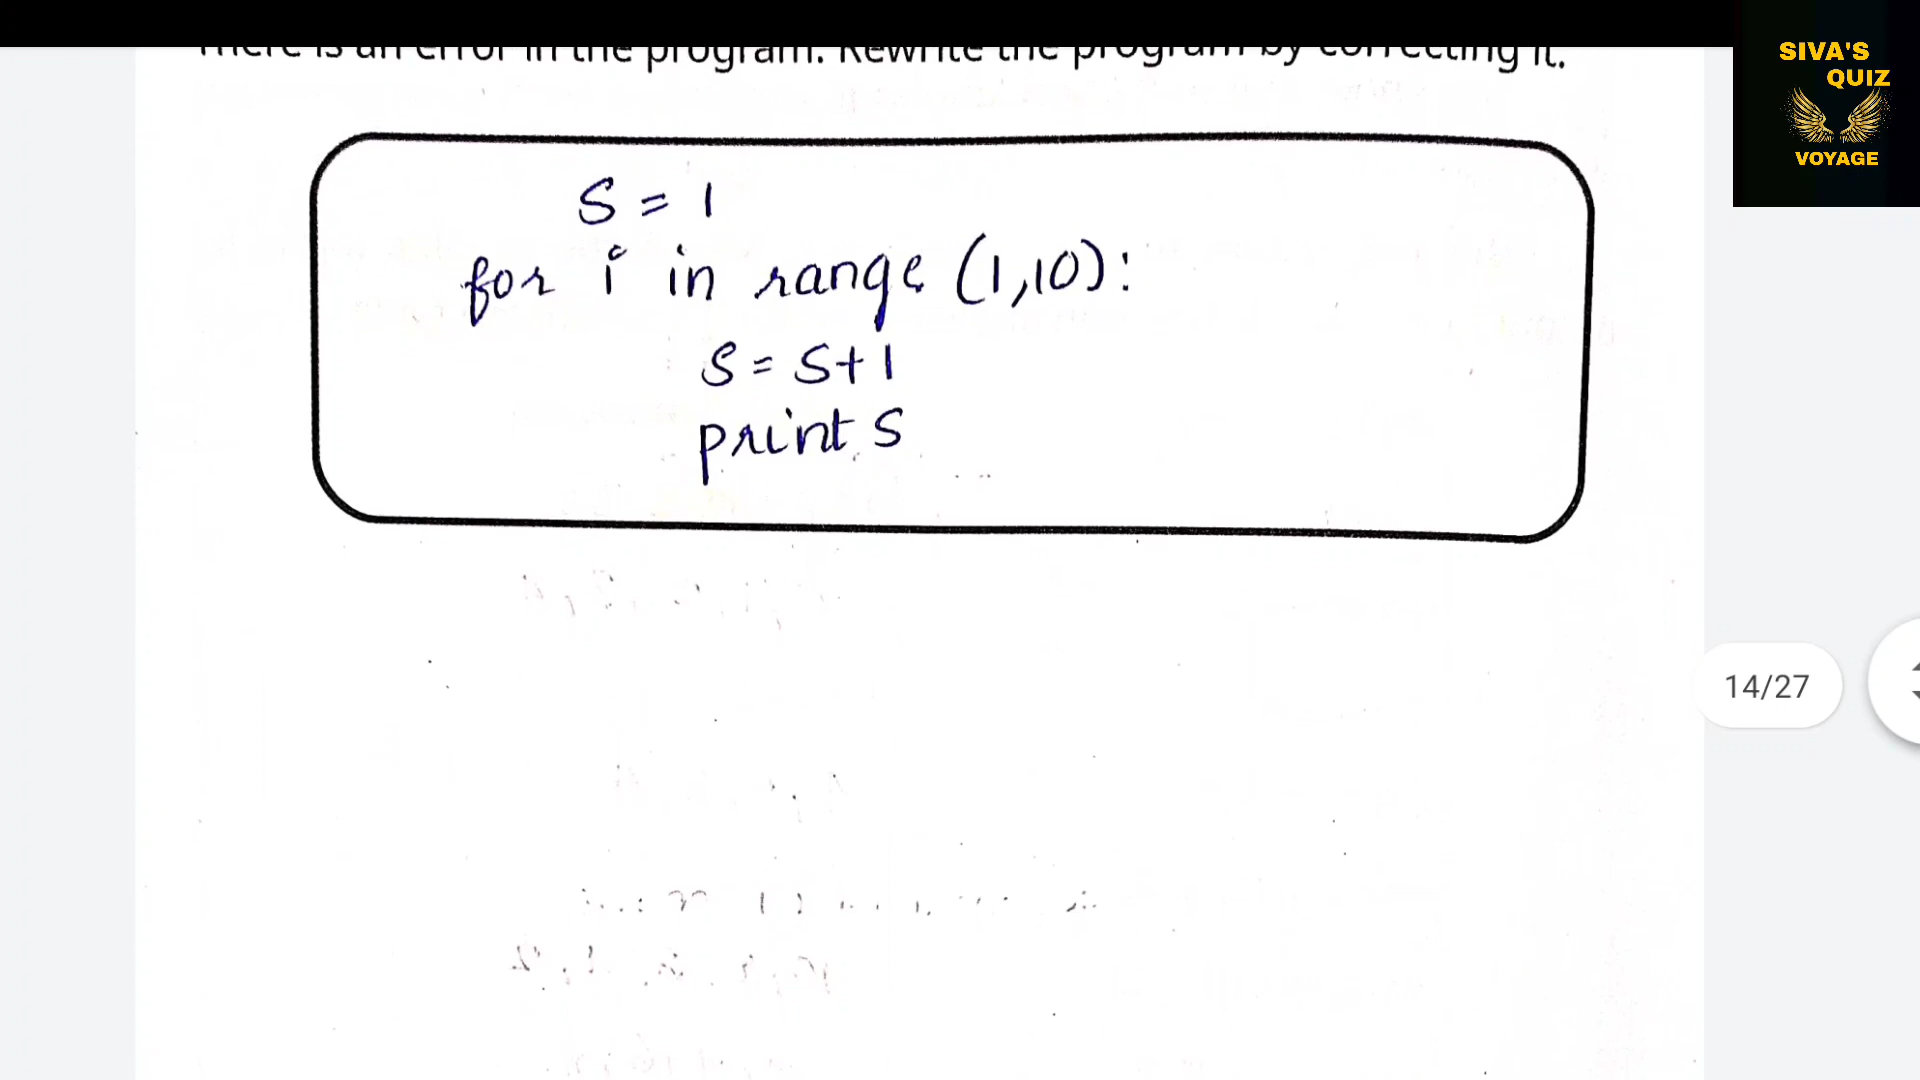 There is an error in the program. Rewrite the program by correcting it.
SIVA'S
QUIZ
VOYAGE
S = 1
for i in range (1,10):
S = S+1
print S
14/27